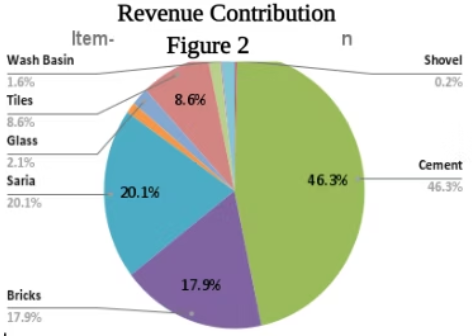 Revenue Contribution
Item-
Figure 2
n
Wash Basin
1.6%
Tiles
8.6%
Glass
2.1%
Saria
20.1%
Bricks
17.9%
Shovel
0.2%
Cement
46.3%
8.6%
46.3%
20.1%
17.9%